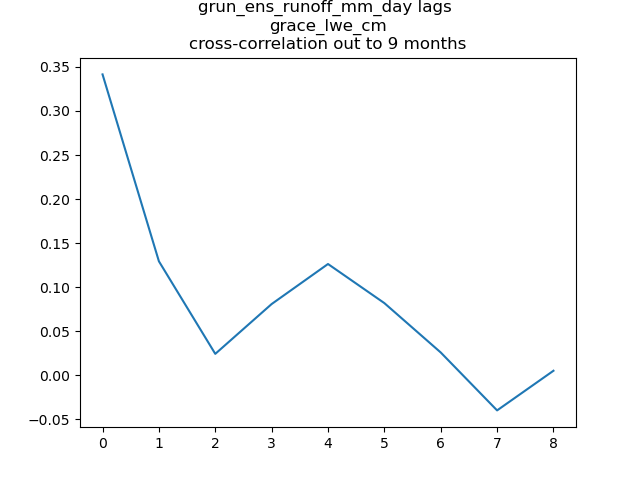 grun_ens_runoff_mm_day lags
grace_lwe_cm
cross-correlation out to 9 months
0.35
0.30
0.25
0.20
0.15
0.10
0.05
0.00
−0.05
0 1 2 3 4 5 6 7 8